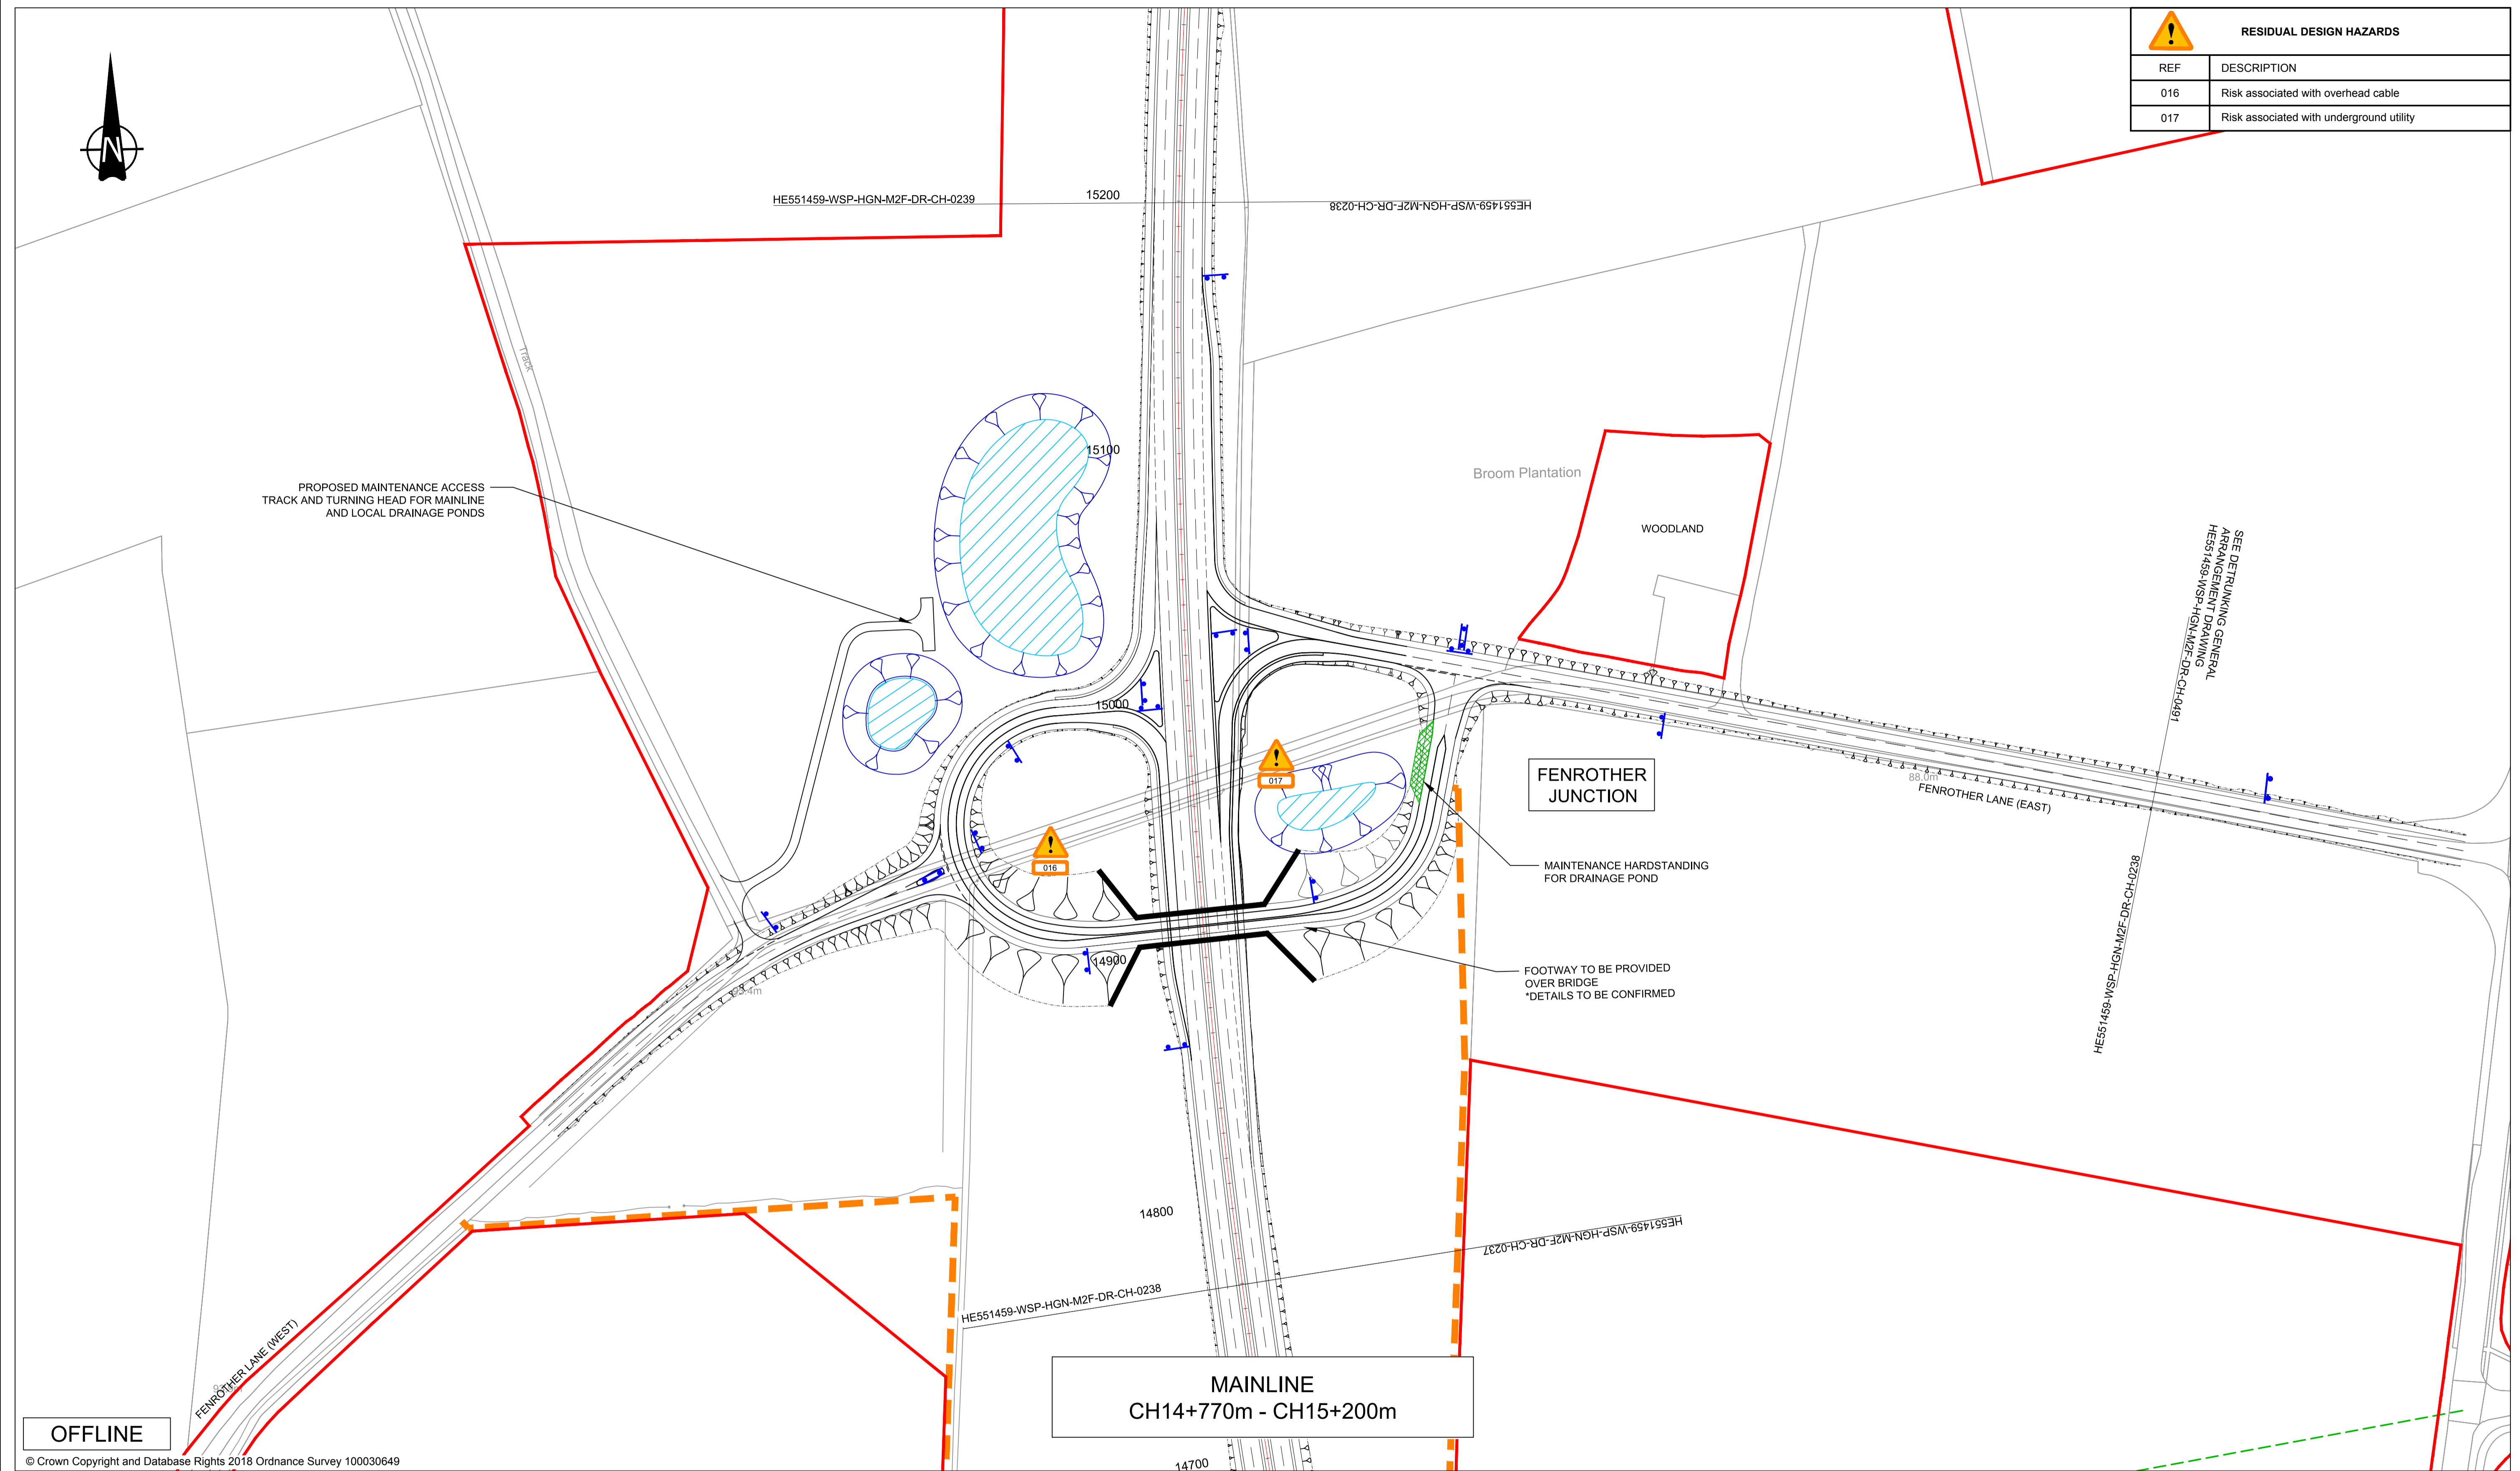 RESIDUAL DESIGN HAZARDS
REF DESCRIPTION
016 Risk associated with overhead cable
017 Risk associated with underground utility
N
HE551459-WSP-HGN-M2F-DR-CH-0239
15200
HE551459-WSP-HGN-M2F-DR-CH-0238
Track
15100
Broom Plantation
PROPOSED MAINTENANCE ACCESS
TRACK AND TURNING HEAD FOR MAINLINE
AND LOCAL DRAINAGE PONDS
WOODLAND
SEE DETRUNKING GENERAL
ARRANGEMENT DRAWING
HE551459-WSP-HGN-M2F-DR-CH-0491
15000
017
FENROTHER
JUNCTION
88.0m
FENROTHER LANE (EAST)
016
MAINTENANCE HARDSTANDING
FOR DRAINAGE POND
HE551459-WSP-HGN-M2F-DR-CH-0238
14900
FOOTWAY TO BE PROVIDED
OVER BRIDGE
*DETAILS TO BE CONFIRMED
14800
HE551459-WSP-HGN-M2F-DR-CH-0237
HE551459-WSP-HGN-M2F-DR-CH-0238
FENROTHER LANE (WEST)
MAINLINE
CH14+770m - CH15+200m
OFFLINE
© Crown Copyright and Database Rights 2018 Ordnance Survey 100030649
14700